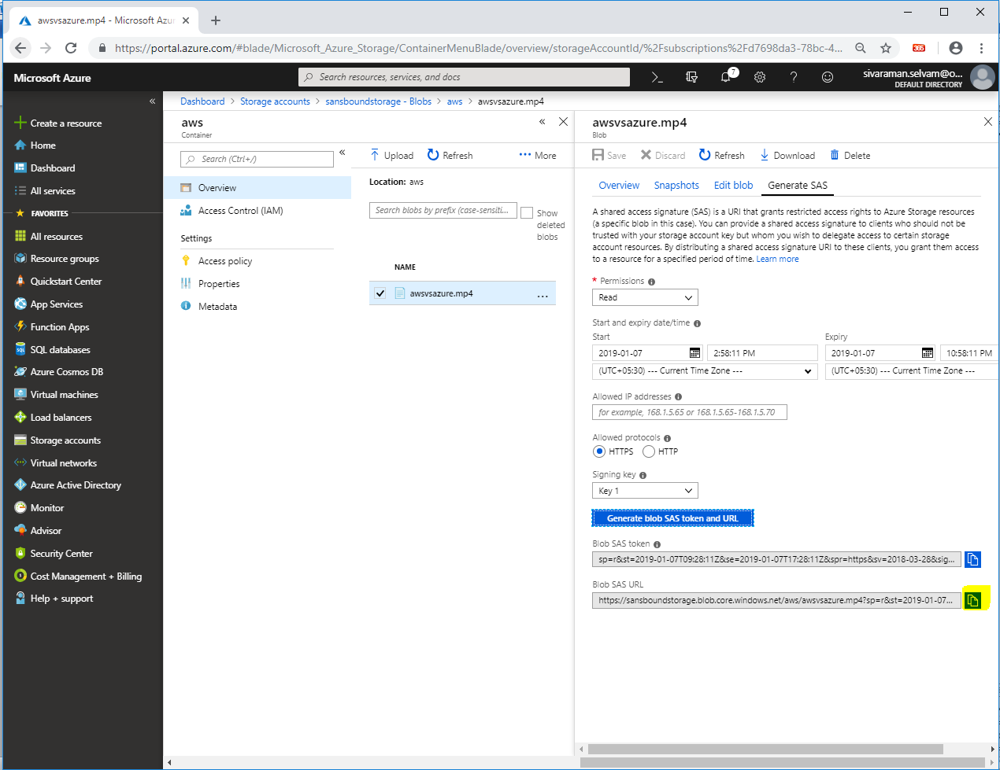 awsvsazure.mp4 - Microsoft Azur
https://portal.azure.com/#blade/Microsoft_Azure_Storage/ContainerMenuBlade/overview/storageAccountId/%2Fsubscriptions%2Fd7698da3-78bc-4...
365
Microsoft Azure
Search resources, services, and docs
7
sivaraman.selvam@o...
DEFAULT DIRECTORY
Dashboard > Storage accounts > sansboundstorage - Blobs > aws > awsvsazure.mp4
Create a resource
Home
Dashboard
All services
FAVORITES
All resources
Resource groups
Quickstart Center
App Services
Function Apps
SQL databases
Azure Cosmos DB
Virtual machines
Load balancers
Storage accounts
Virtual networks
Azure Active Directory
Monitor
Advisor
Security Center
Cost Management + Billing
Help + support
aws
Container
Search (Ctrl+/)
Overview
Access Control (IAM)
Settings
Access policy
Properties
Metadata
Upload Refresh ... More
Location: aws
Search blobs by prefix (case-sensiti...
Show
deleted
blobs
NAME
awsvsazure.mp4 ...
awsvsazure.mp4
Blob
Save Discard Refresh Download Delete
Overview Snapshots Edit blob Generate SAS
A shared access signature (SAS) is a URI that grants restricted access rights to Azure Storage resources
(a specific blob in this case). You can provide a shared access signature to clients who should not be
trusted with your storage account key but whom you wish to delegate access to certain storage
account resources. By distributing a shared access signature URI to these clients, you grant them access
to a resource for a specified period of time. Learn more
* Permissions
Read
Start and expiry date/time
Start Expiry
2019-01-07 2:58:11 PM 2019-01-07 10:58:11 PM
(UTC+05:30) --- Current Time Zone --- (UTC+05:30) --- Current Time Zone ---
Allowed IP addresses
for example, 168.1.5.65 or 168.1.5.65-168.1.5.70
Allowed protocols
HTTPS HTTP
Signing key
Key 1
Generate blob SAS token and URL
Blob SAS token
sp=r&st=2019-01-07T09:28:11Z&se=2019-01-07T17:28:11Z&spr=https&sv=2018-03-28&sig...
Blob SAS URL
https://sansboundstorage.blob.core.windows.net/aws/awsvsazure.mp4?sp=r&st=2019-01-07...